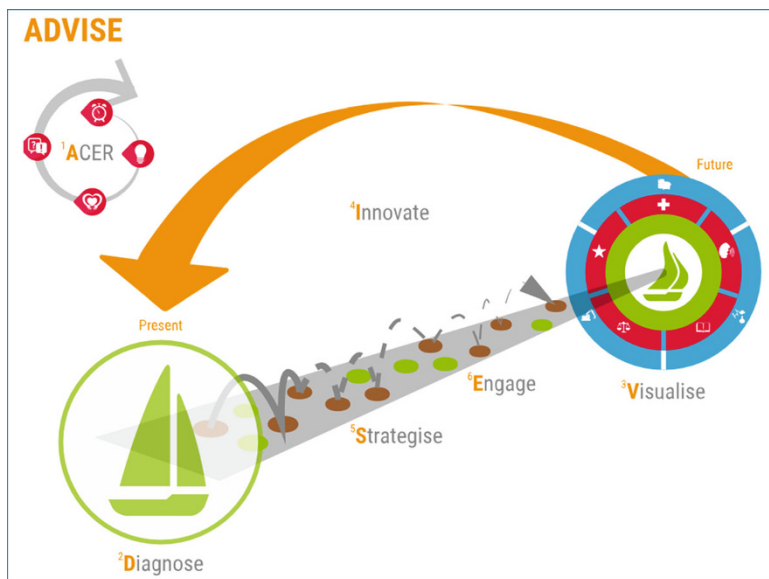 ADVISE
¹ACER
Future
⁴Innovate
Present
⁶Engage
³Visualise
⁵Strategise
²Diagnose